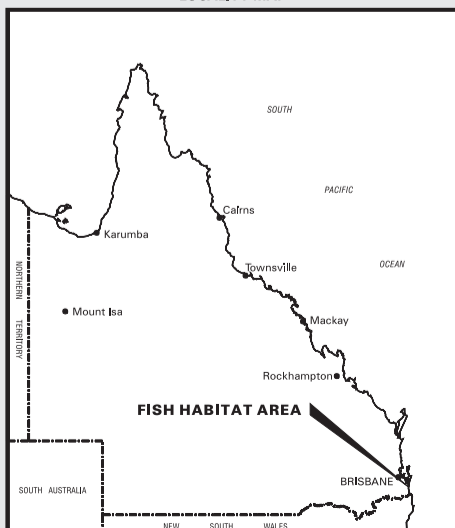 SOUTH
PACIFIC
OCEAN
Cairns
Karumba
Townsville
NORTHERN TERRITORY
Mount Isa
Mackay
Rockhampton
FISH HABITAT AREA
BRISBANE
SOUTH AUSTRALIA
NEW SOUTH WALES